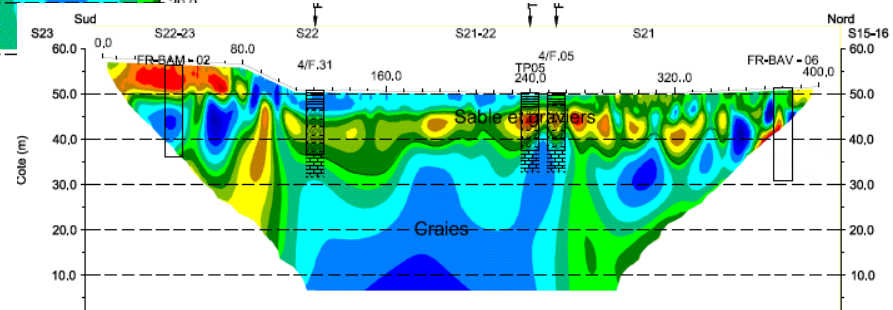 Sud
Nord
S23
S22-23
S22
S21-22
S21
S15-16
F
T
F
60.0
0,0
80.0
160.0
240,0
320.0
400,0
60.0
FR-BAM - 02
4/F.31
TP05
4/F.05
FR-BAV - 06
50.0
50.0
Sable et graviers
40.0
40.0
Cote (m)
30.0
30.0
20.0
Craies
20.0
10.0
10.0